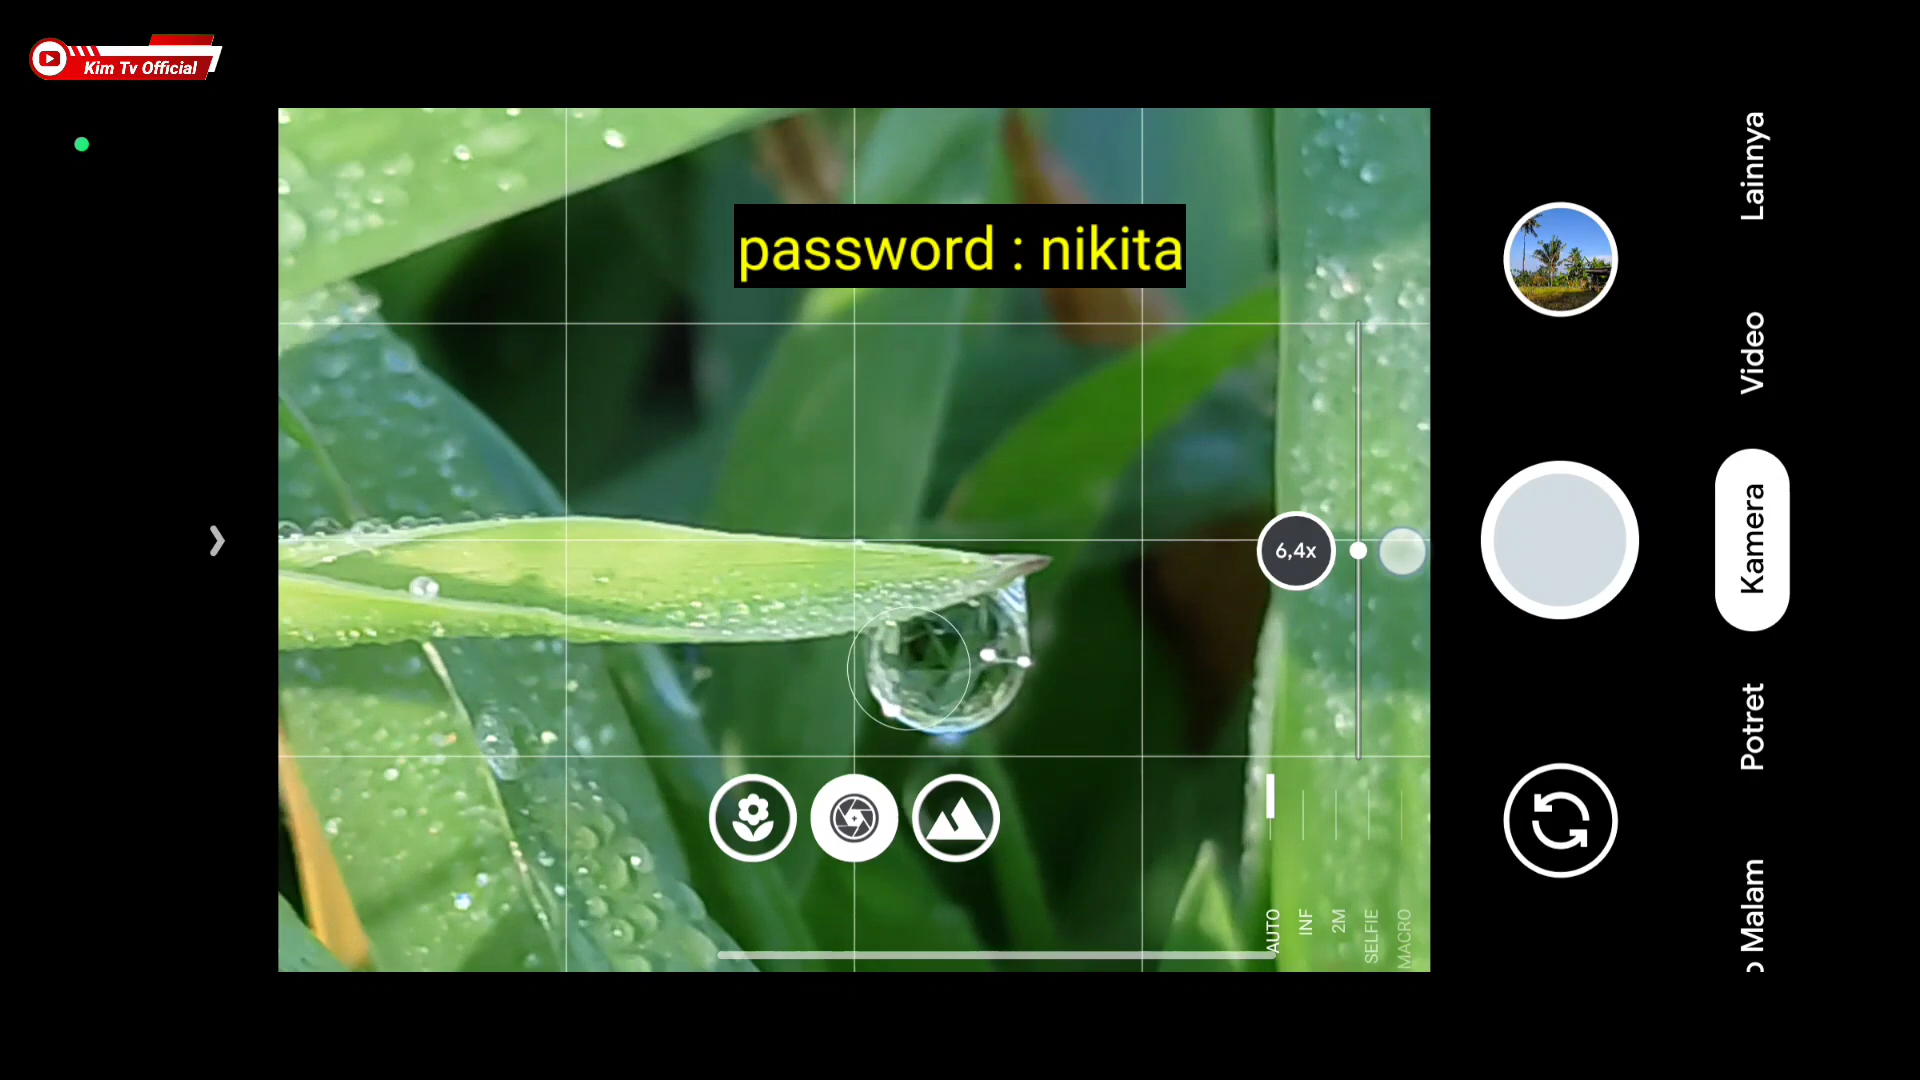 Kim Tv Official
password : nikita
6,4x
AUTO
INF
2M
SELFIE
MACRO
Lainnya
Video
Kamera
Potret
Malam